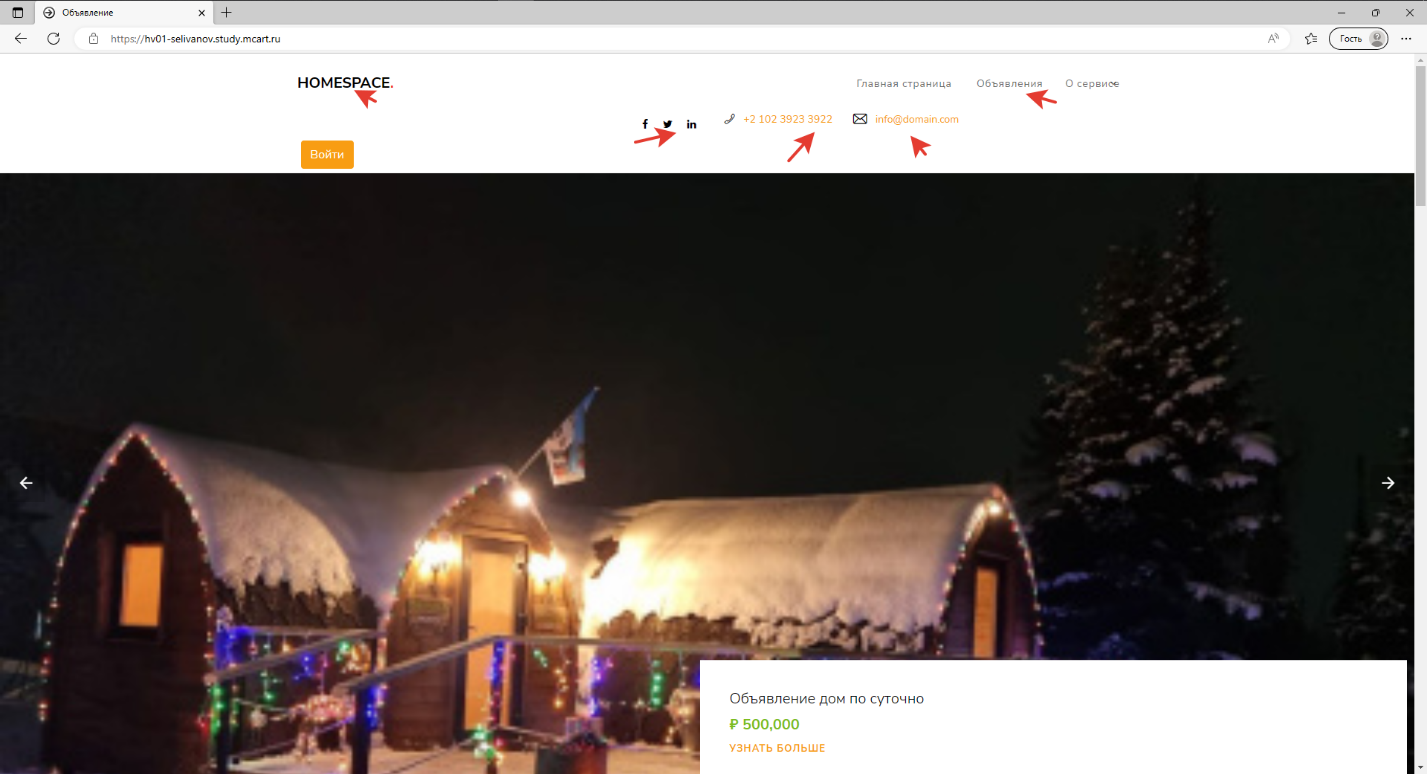 Объявление
https://hv01-selivanov.study.mcart.ru
Гость
HOMESPACE.
Главная страница Объявления О сервисе
+2 102 3923 3922 info@domain.com
Войти
Объявление дом по суточно
₽ 500,000
УЗНАТЬ БОЛЬШЕ